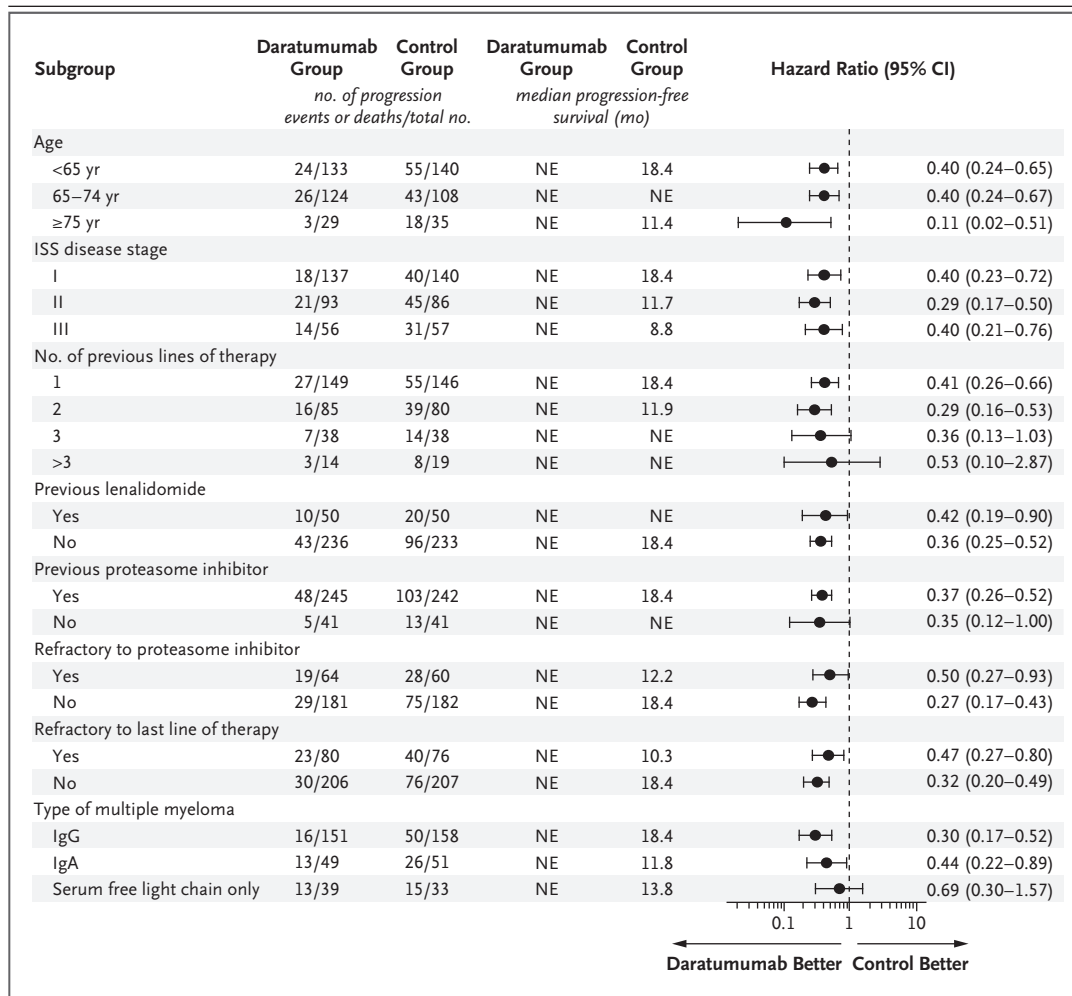 Subgroup Daratumumab Group Control Group Daratumumab Group Control Group Hazard Ratio (95% CI)
no. of progression events or deaths/total no. median progression-free survival (mo)
Age
<65 yr 24/133 55/140 NE 18.4 0.40 (0.24–0.65)
65–74 yr 26/124 43/108 NE NE 0.40 (0.24–0.67)
≥75 yr 3/29 18/35 NE 11.4 0.11 (0.02–0.51)
ISS disease stage
I 18/137 40/140 NE 18.4 0.40 (0.23–0.72)
II 21/93 45/86 NE 11.7 0.29 (0.17–0.50)
III 14/56 31/57 NE 8.8 0.40 (0.21–0.76)
No. of previous lines of therapy
1 27/149 55/146 NE 18.4 0.41 (0.26–0.66)
2 16/85 39/80 NE 11.9 0.29 (0.16–0.53)
3 7/38 14/38 NE NE 0.36 (0.13–1.03)
>3 3/14 8/19 NE NE 0.53 (0.10–2.87)
Previous lenalidomide
Yes 10/50 20/50 NE NE 0.42 (0.19–0.90)
No 43/236 96/233 NE 18.4 0.36 (0.25–0.52)
Previous proteasome inhibitor
Yes 48/245 103/242 NE 18.4 0.37 (0.26–0.52)
No 5/41 13/41 NE NE 0.35 (0.12–1.00)
Refractory to proteasome inhibitor
Yes 19/64 28/60 NE 12.2 0.50 (0.27–0.93)
No 29/181 75/182 NE 18.4 0.27 (0.17–0.43)
Refractory to last line of therapy
Yes 23/80 40/76 NE 10.3 0.47 (0.27–0.80)
No 30/206 76/207 NE 18.4 0.32 (0.20–0.49)
Type of multiple myeloma
IgG 16/151 50/158 NE 18.4 0.30 (0.17–0.52)
IgA 13/49 26/51 NE 11.8 0.44 (0.22–0.89)
Serum free light chain only 13/39 15/33 NE 13.8 0.69 (0.30–1.57)
0.1 1 10
Daratumumab Better Control Better